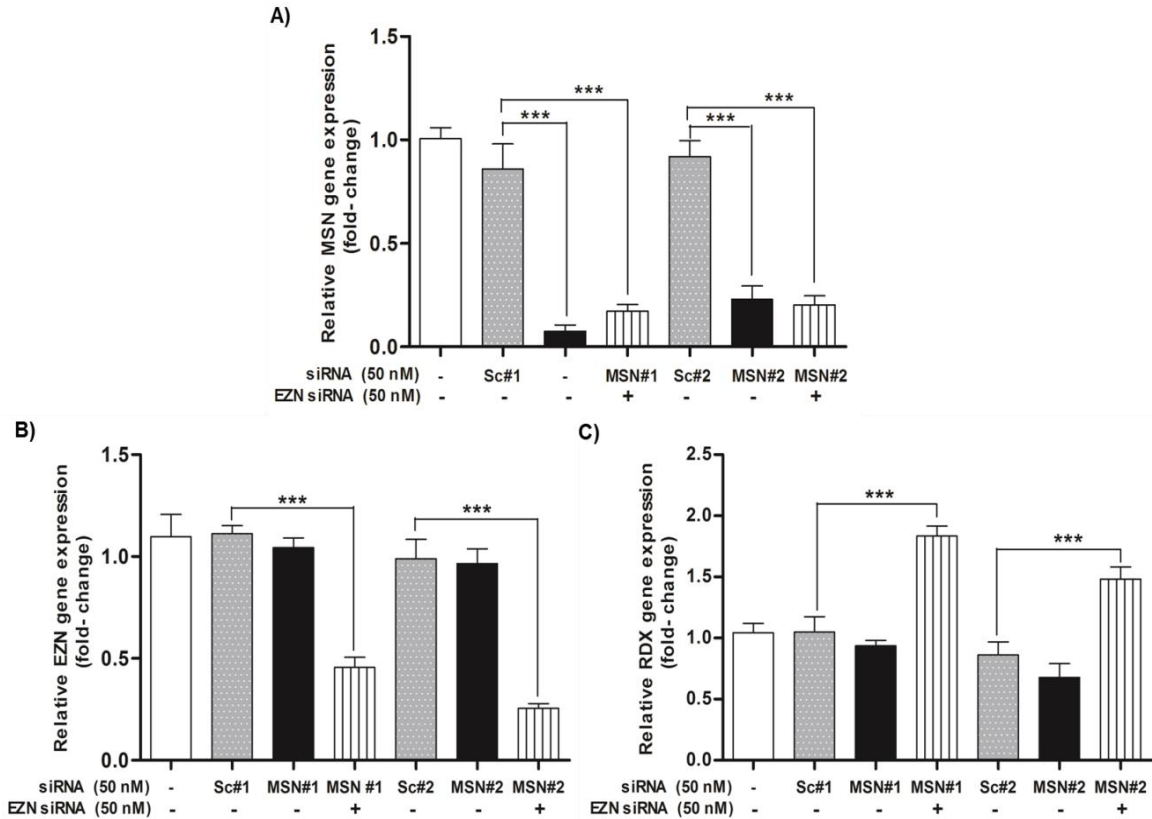 A)
Relative MSN gene expression
(fold- change)
1.5
1.0
0.5
0.0
*** *** *** ***
siRNA (50 nM) - Sc#1 - MSN#1 Sc#2 MSN#2 MSN#2
EZN siRNA (50 nM) - - - + - - +
B)
Relative EZN gene expression
(fold- change)
1.5
1.0
0.5
0.0
*** ***
siRNA (50 nM) - Sc#1 MSN#1 MSN #1 Sc#2 MSN#2 MSN#2
EZN siRNA (50 nM) - - - + - - +
C)
Relative RDX gene expression
(fold- change)
2.5
2.0
1.5
1.0
0.5
0.0
*** ***
siRNA (50 nM) - Sc#1 MSN#1 MSN#1 Sc#2 MSN#2 MSN#2
EZN siRNA (50 nM) - - - + - - +